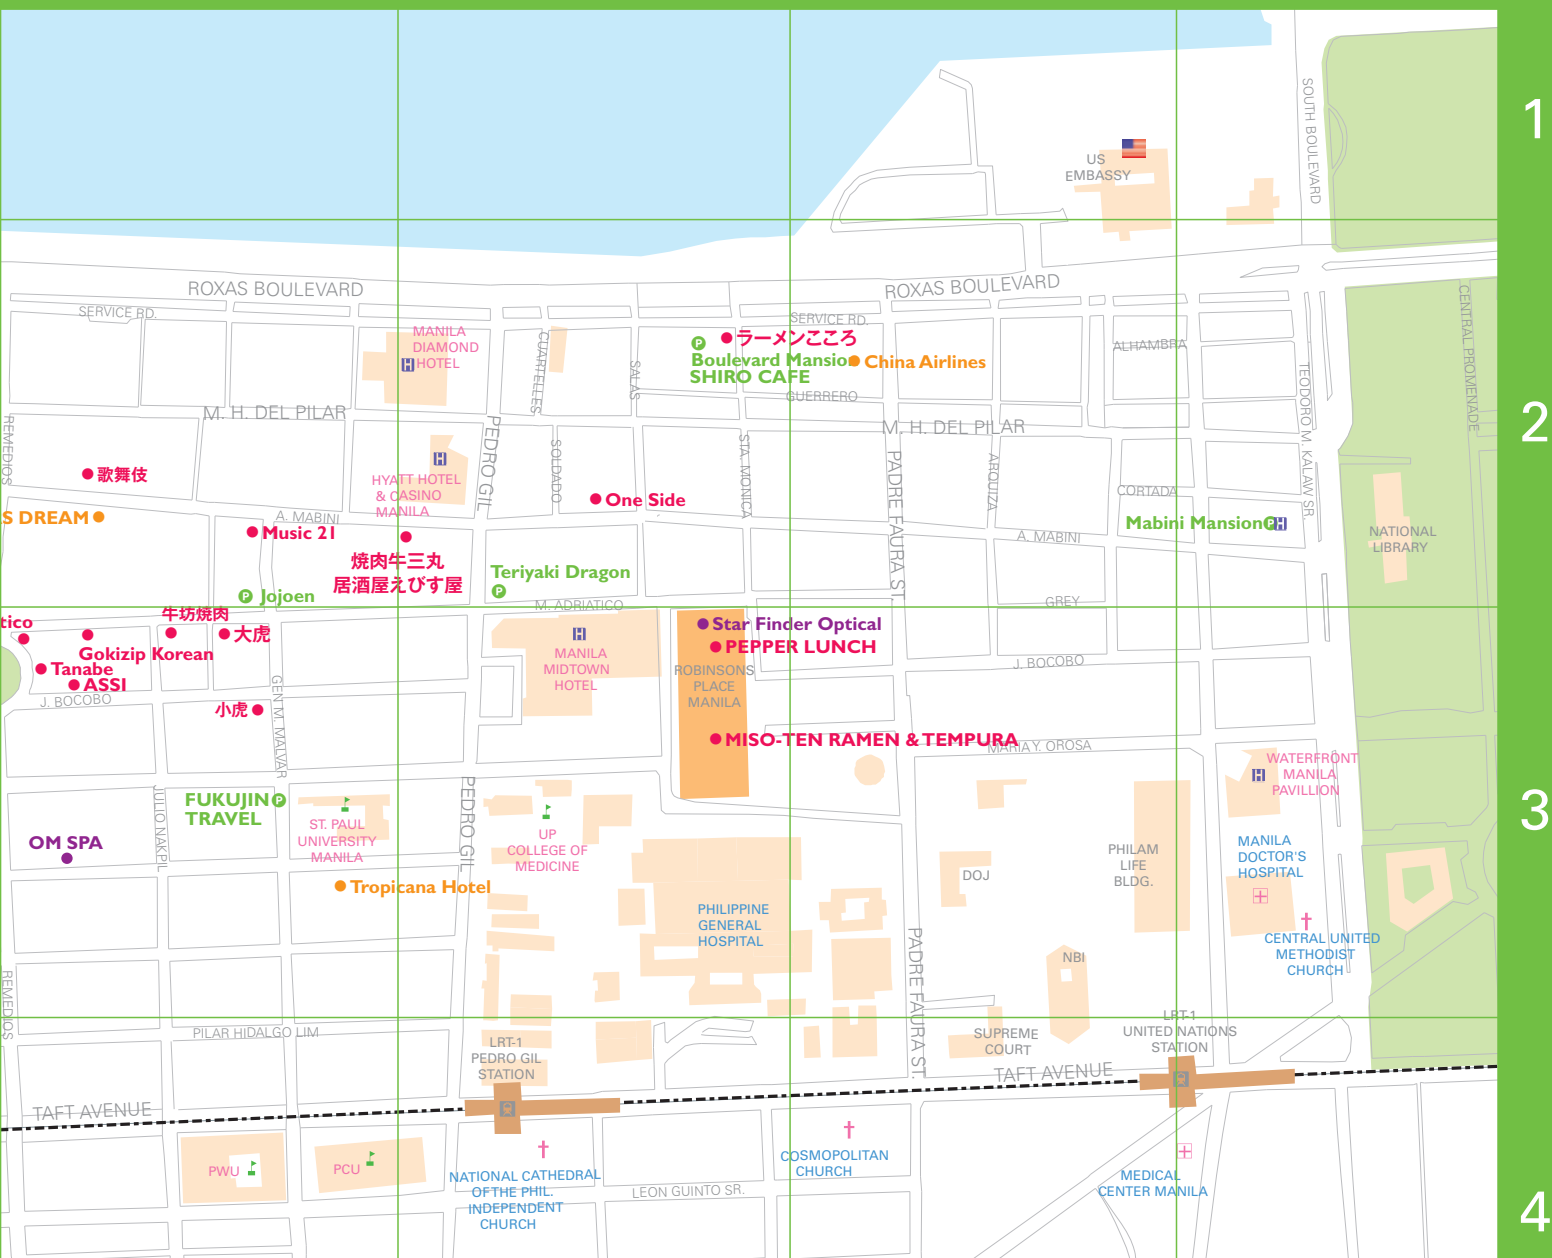 1
SOUTH BOULEVARD
US
EMBASSY
ROXAS BOULEVARD
ROXAS BOULEVARD
SERVICE RD.
SERVICE RD.
CENTRAL PROMENADE
MANILA
DIAMOND
HOTEL
H
CUARTELLES
SALAS
P
ラーメンこころ
Boulevard Mansion
SHIRO CAFE
China Airlines
ALHAMBRA
GUERRERO
TEODORO M. KALAW SR.
2
M. H. DEL PILAR
M. H. DEL PILAR
REMEDIOS
PEDRO GIL
SOLDADO
STA. MONICA
PADRE FAURA ST.
ARQUIZA
歌舞伎
H
HYATT HOTEL
& CASINO
MANILA
One Side
CORTADA
S DREAM
A. MABINI
Music 21
Mabini Mansion
P
H
A. MABINI
NATIONAL
LIBRARY
焼肉牛三丸
居酒屋えびす屋
Teriyaki Dragon
P
P
Jojoen
M. ADRIATICO
GREY
牛坊焼肉
tico
大虎
Gokizip Korean
Tanabe
ASSI
J. BOCOBO
小虎
GEN. M. MALVAR
H
MANILA
MIDTOWN
HOTEL
Star Finder Optical
PEPPER LUNCH
ROBINSONS
PLACE
MANILA
J. BOCOBO
MISO-TEN RAMEN & TEMPURA
MARIA Y. OROSA
H
WATERFRONT
MANILA
PAVILLION
3
JULIO NAKPIL
FUKUJIN
TRAVEL
P
PEDRO GIL
ST. PAUL
UNIVERSITY
MANILA
UP
COLLEGE OF
MEDICINE
OM SPA
Tropicana Hotel
PHILAM
LIFE
BLDG.
DOJ
MANILA
DOCTOR'S
HOSPITAL
PHILIPPINE
GENERAL
HOSPITAL
CENTRAL UNITED
METHODIST
CHURCH
PADRE FAURA ST.
NBI
REMEDIOS
PILAR HIDALGO LIM
LRT-1
PEDRO GIL
STATION
SUPREME
COURT
LRT-1
UNITED NATIONS
STATION
TAFT AVENUE
TAFT AVENUE
PWU
PCU
NATIONAL CATHEDRAL
OF THE PHIL.
INDEPENDENT
CHURCH
LEON GUINTO SR.
COSMOPOLITAN
CHURCH
MEDICAL
CENTER MANILA
4